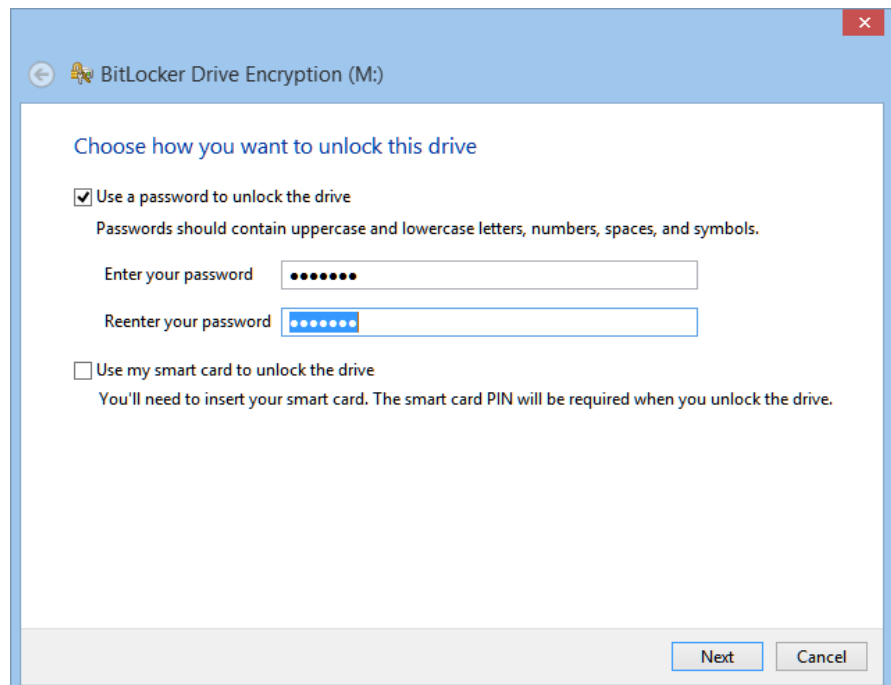 BitLocker Drive Encryption (M:)
Choose how you want to unlock this drive
Use a password to unlock the drive
Passwords should contain uppercase and lowercase letters, numbers, spaces, and symbols.
Enter your password •••••••
Reenter your password •••••••
Use my smart card to unlock the drive
You'll need to insert your smart card. The smart card PIN will be required when you unlock the drive.
Next Cancel